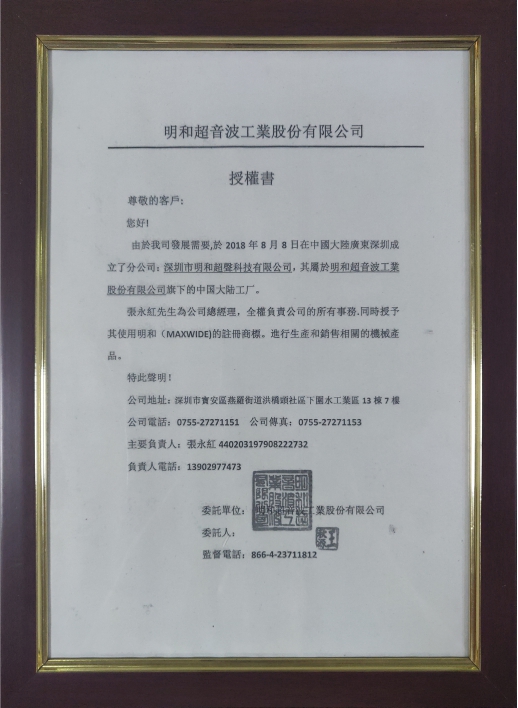 明和超音波工業股份有限公司
授權書
尊敬的客戶:
您好!
由於我司發展需要,於 2018 年 8 月 8 日在中國大陸廣東深圳成
立了分公司: 深圳市明和超聲科技有限公司, 其屬於明和超音波工業
股份有限公司旗下的中国大陆工厂。
張永紅先生為公司總經理, 全權負責公司的所有事務.同時授予
其使用明和（MAXWIDE)的註冊商標。進行生產和銷售相關的機械產
品。
特此聲明!
公司地址: 深圳市寶安區燕羅街道洪橋頭社區下圍水工業區 13 棟 7 樓
公司電話: 0755-27271151 公司傳真: 0755-27271153
主要負責人: 張永紅 440203197908222732
負責人電話: 13902977473
委託單位: 工業股份有限公司
委託人:
監督電話: 866-4-23711812